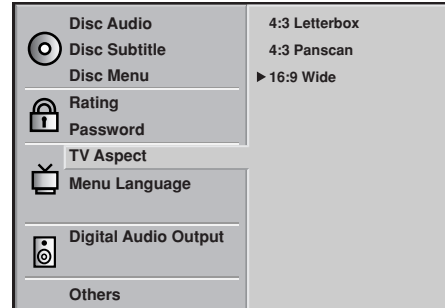 Disc Audio
Disc Subtitle
Disc Menu
Rating
Password
TV Aspect
Menu Language
Digital Audio Output
Others
4:3 Letterbox
4:3 Panscan
16:9 Wide